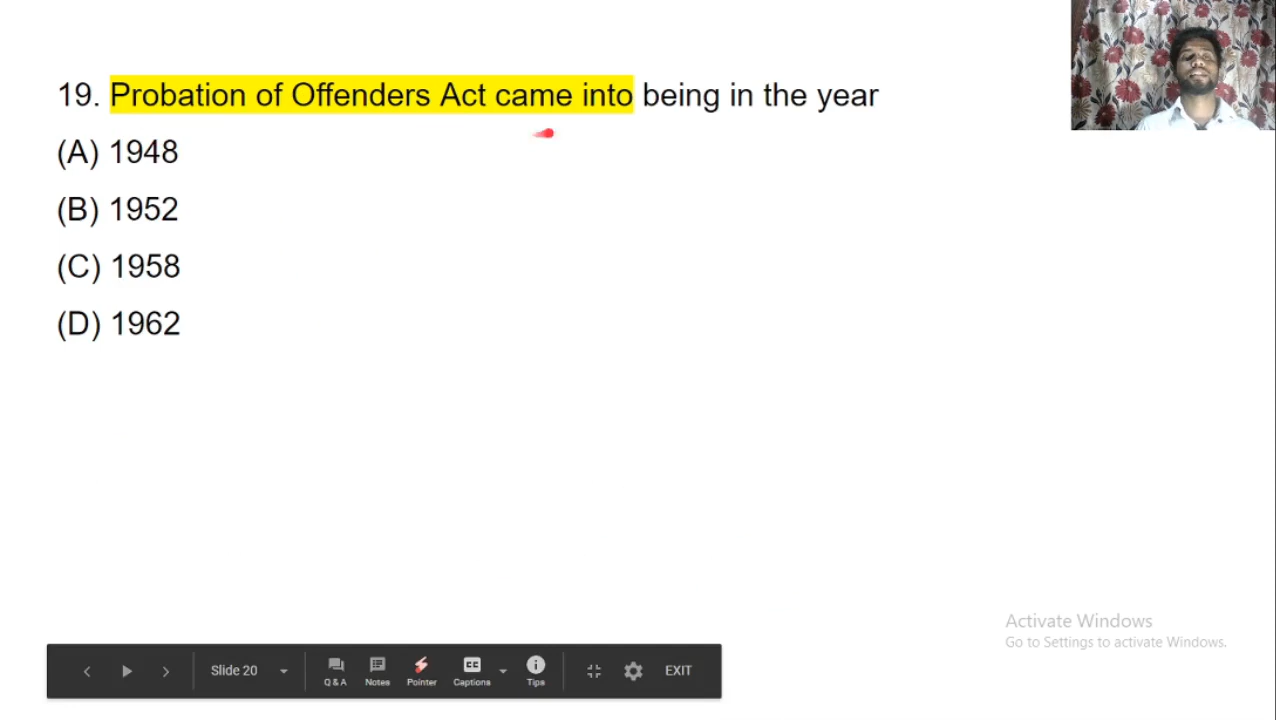 19. Probation of Offenders Act came into being in the year
(A) 1948
(B) 1952
(C) 1958
(D) 1962
Activate Windows
Go to Settings to activate Windows.
Slide 20
Q & A
Notes
Pointer
Captions
Tips
EXIT